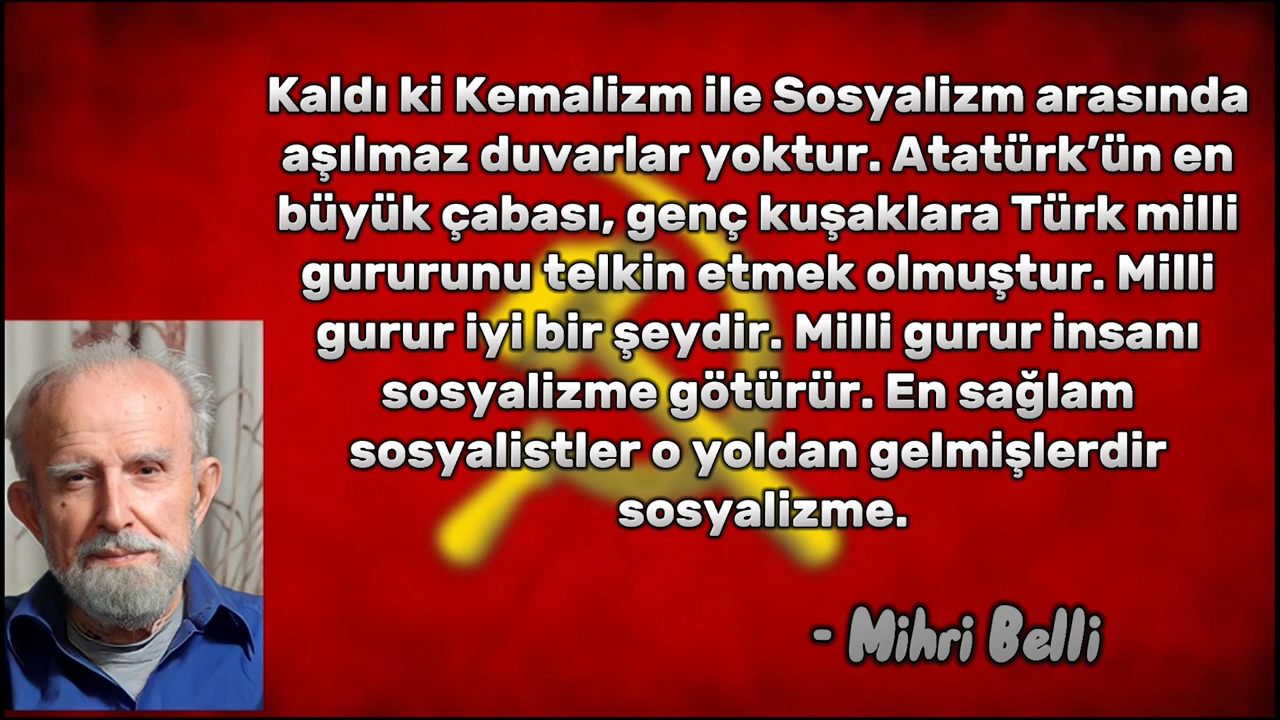 Kaldı ki Kemalizm ile Sosyalizm arasında
aşılmaz duvarlar yoktur. Atatürk’ün en
büyük çabası, genç kuşaklara Türk milli
gururunu telkin etmek olmuştur. Milli
gurur iyi bir şeydir. Milli gurur insanı
sosyalizme götürür. En sağlam
sosyalistler o yoldan gelmişlerdir
sosyalizme.
- Mihri Belli